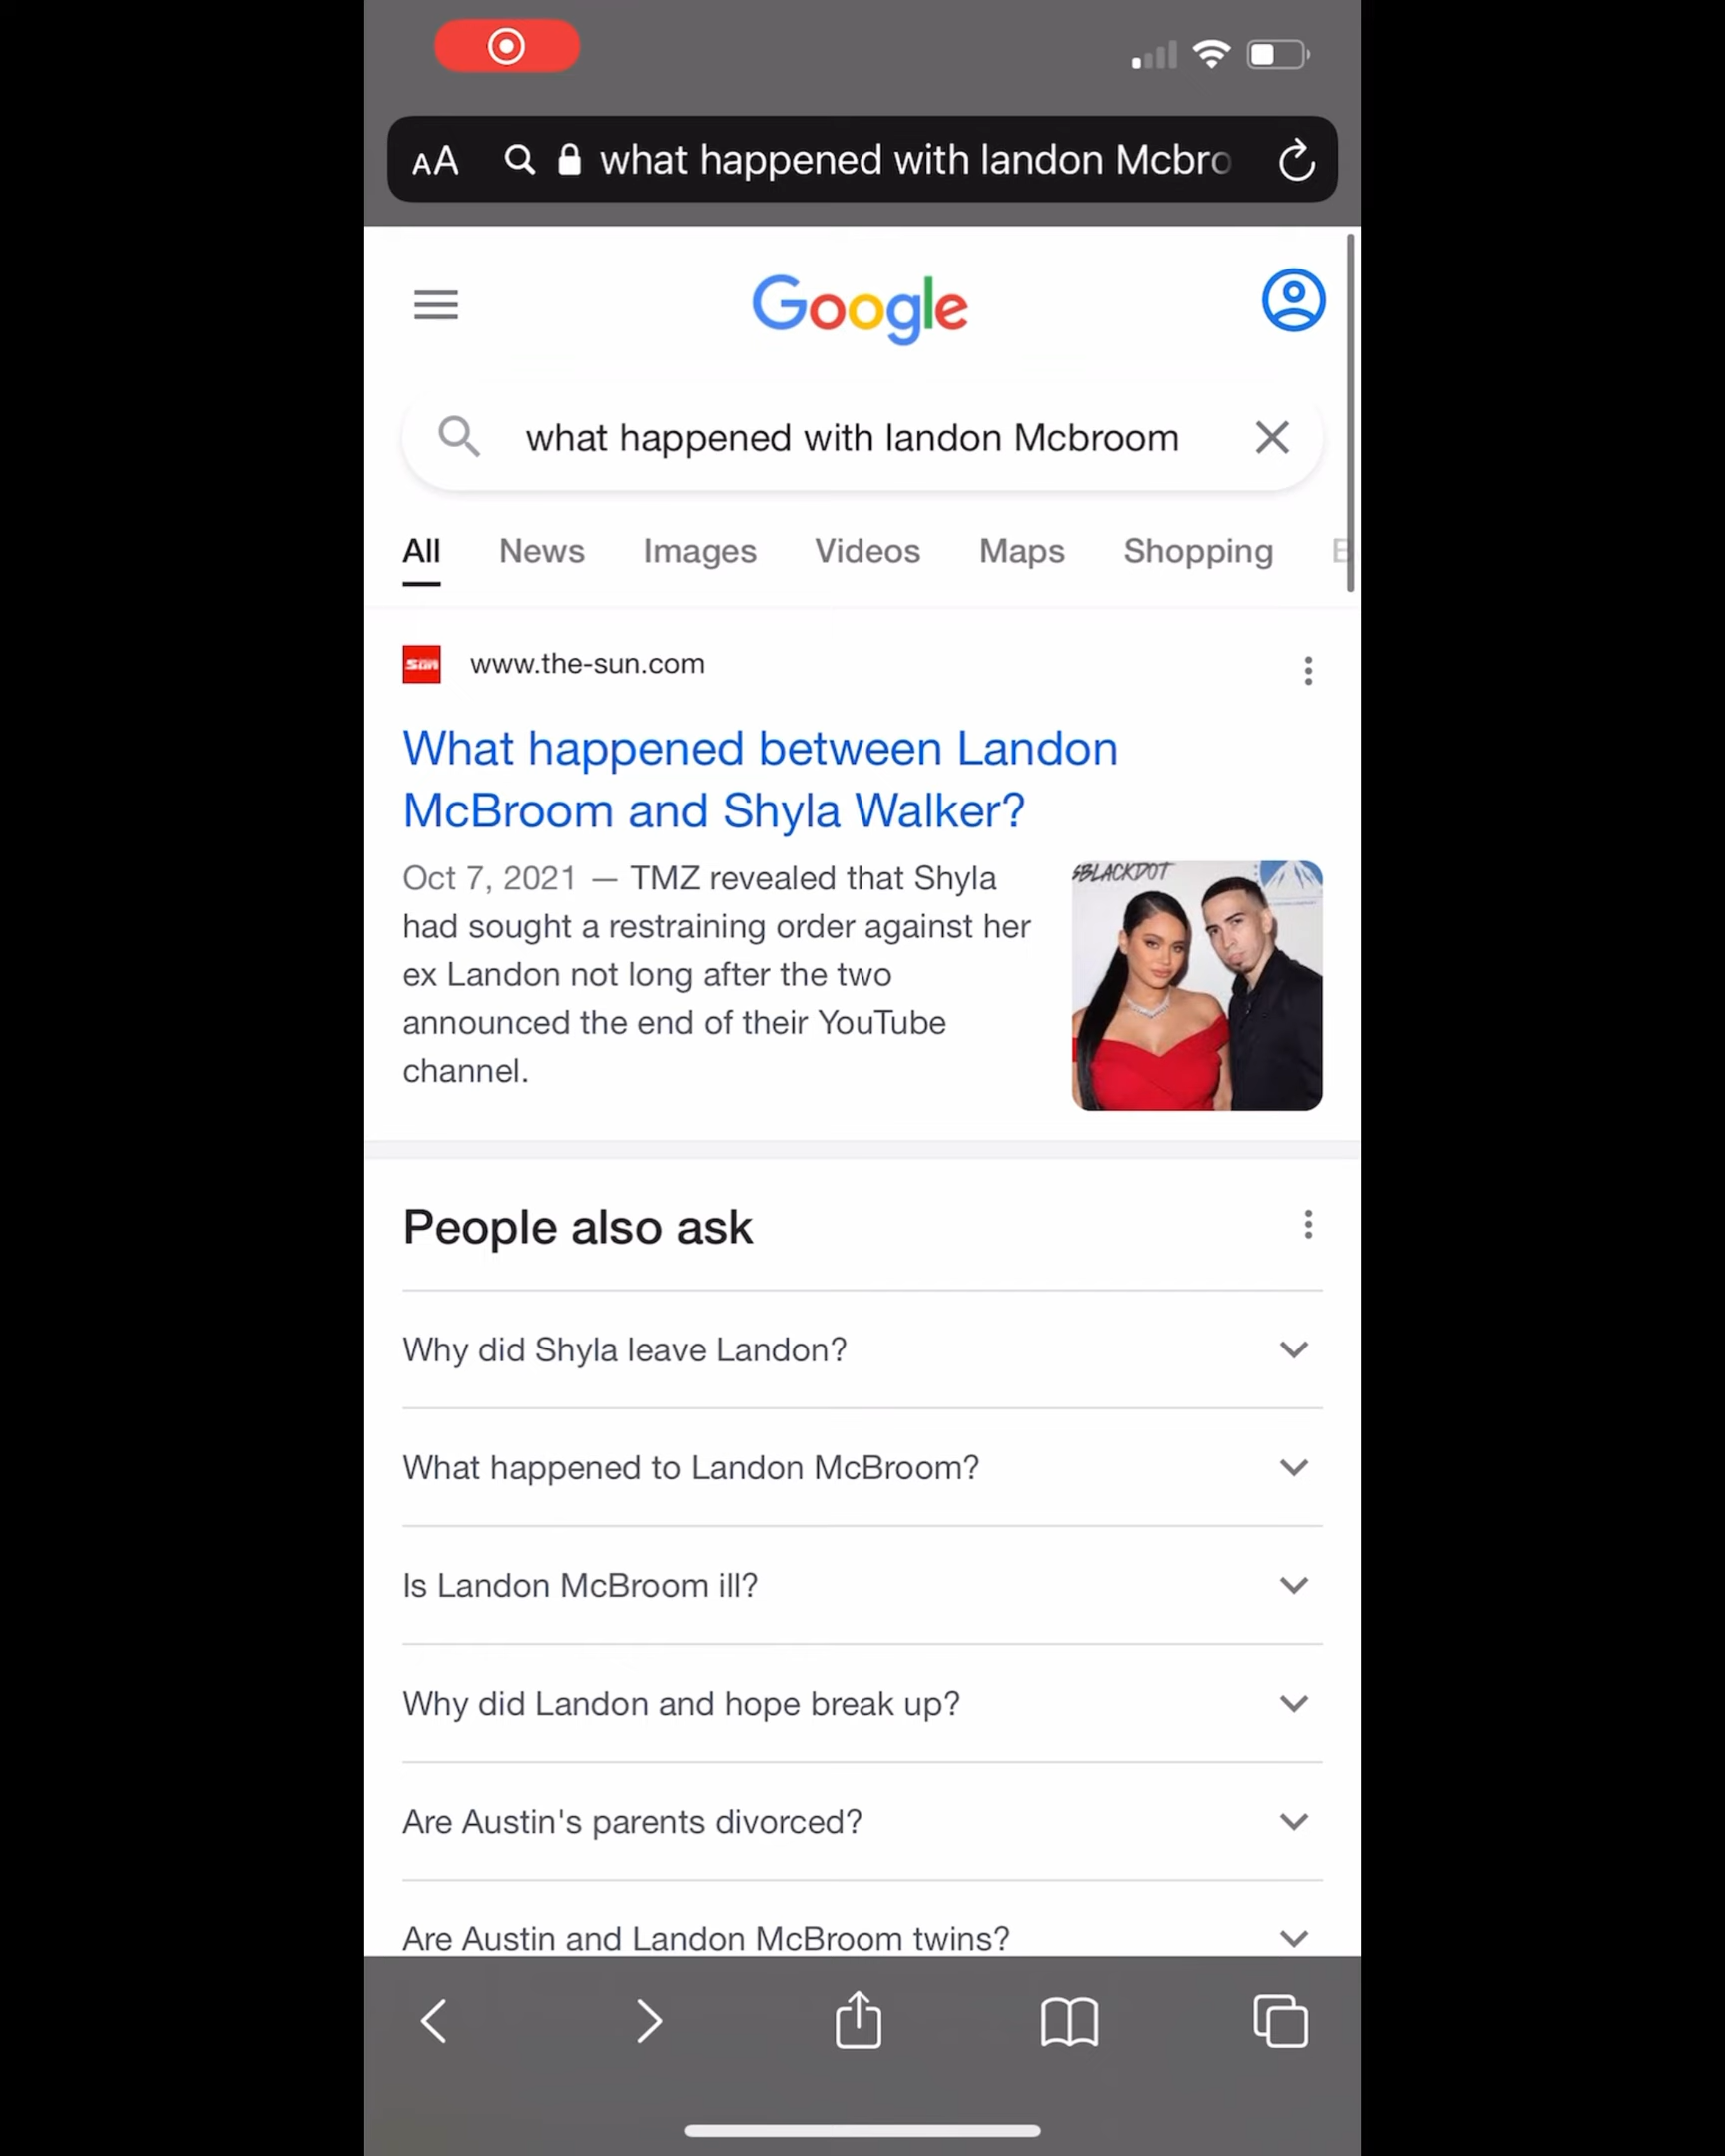 AA what happened with landon Mcbro
Google
what happened with landon Mcbroom
All News Images Videos Maps Shopping
Sun www.the-sun.com
What happened between Landon
McBroom and Shyla Walker?
Oct 7, 2021 — TMZ revealed that Shyla
had sought a restraining order against her
ex Landon not long after the two
announced the end of their YouTube
channel.
BLACKDOT
People also ask
Why did Shyla leave Landon?
What happened to Landon McBroom?
Is Landon McBroom ill?
Why did Landon and hope break up?
Are Austin's parents divorced?
Are Austin and Landon McBroom twins?